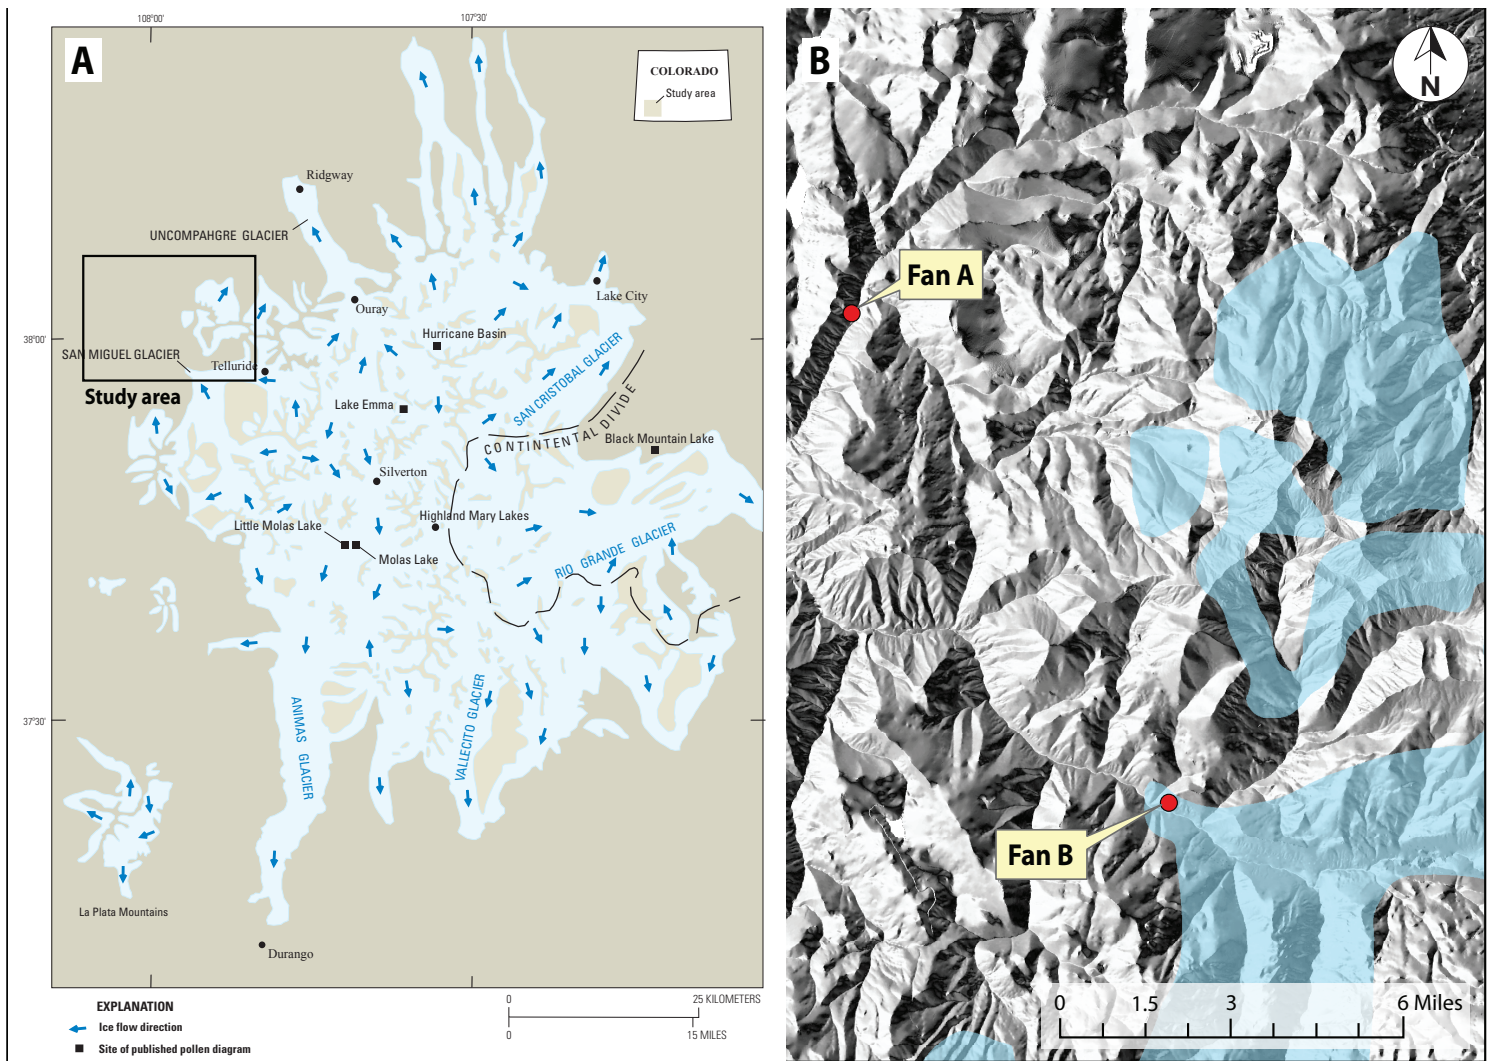 108°00'
107°30'
A
COLORADO
Study area
Ridgway
UNCOMPAHGRE GLACIER
Ouray
Lake City
Hurricane Basin
38°00'
SAN MIGUEL GLACIER
Telluride
Study area
Lake Emma
SAN CRISTOBAL GLACIER
CONTINTENTAL DIVIDE
Black Mountain Lake
Silverton
Highland Mary Lakes
Little Molas Lake
Molas Lake
RIO GRANDE GLACIER
37°30'
ANIMAS GLACIER
VALLECITO GLACIER
La Plata Mountains
Durango
EXPLANATION
Ice flow direction
Site of published pollen diagram
0
25 KILOMETERS
0
15 MILES
B
N
Fan A
Fan B
0 1.5 3 6 Miles